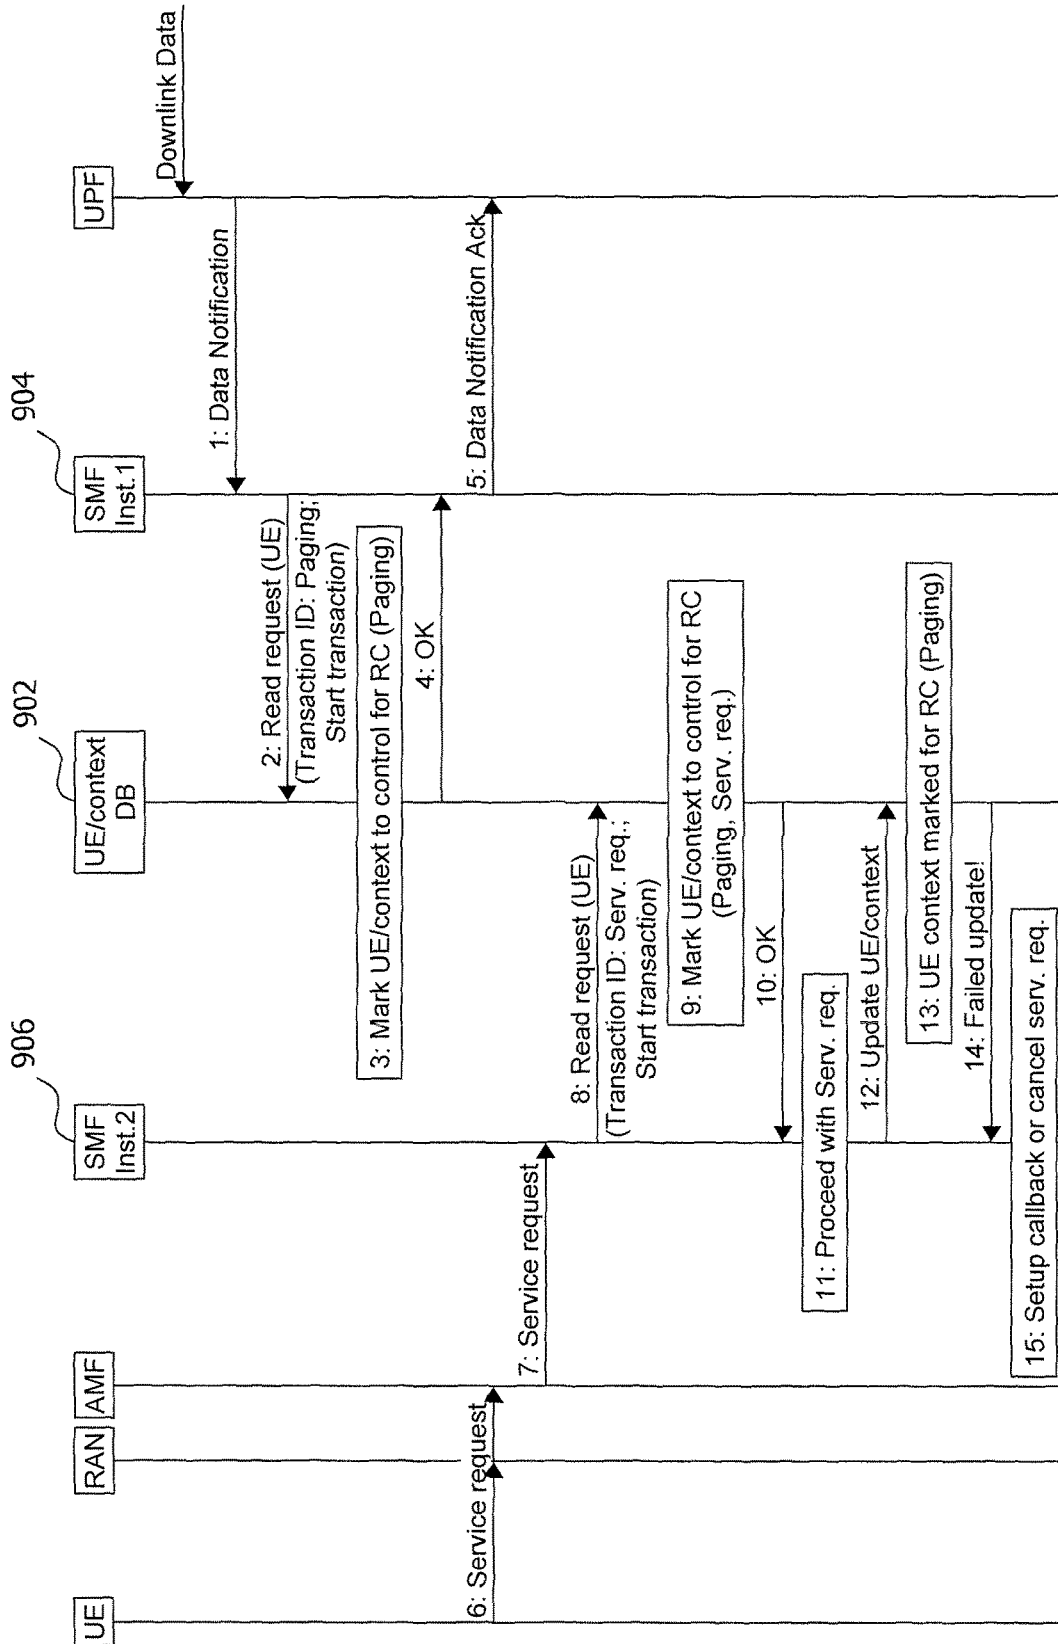 UE
RAN
AMF
906
SMF
Inst.2
902
UE/context
DB
904
SMF
Inst.1
UPF
Downlink Data
1: Data Notification
2: Read request (UE)
(Transaction ID: Paging;
Start transaction)
3: Mark UE/context to control for RC (Paging)
4: OK
5: Data Notification Ack
6: Service request
7: Service request
8: Read request (UE)
(Transaction ID: Serv. req.;
Start transaction)
9: Mark UE/context to control for RC
(Paging, Serv. req.)
10: OK
11: Proceed with Serv. req.
12: Update UE/context
13: UE context marked for RC (Paging)
14: Failed update!
15: Setup callback or cancel serv. req.